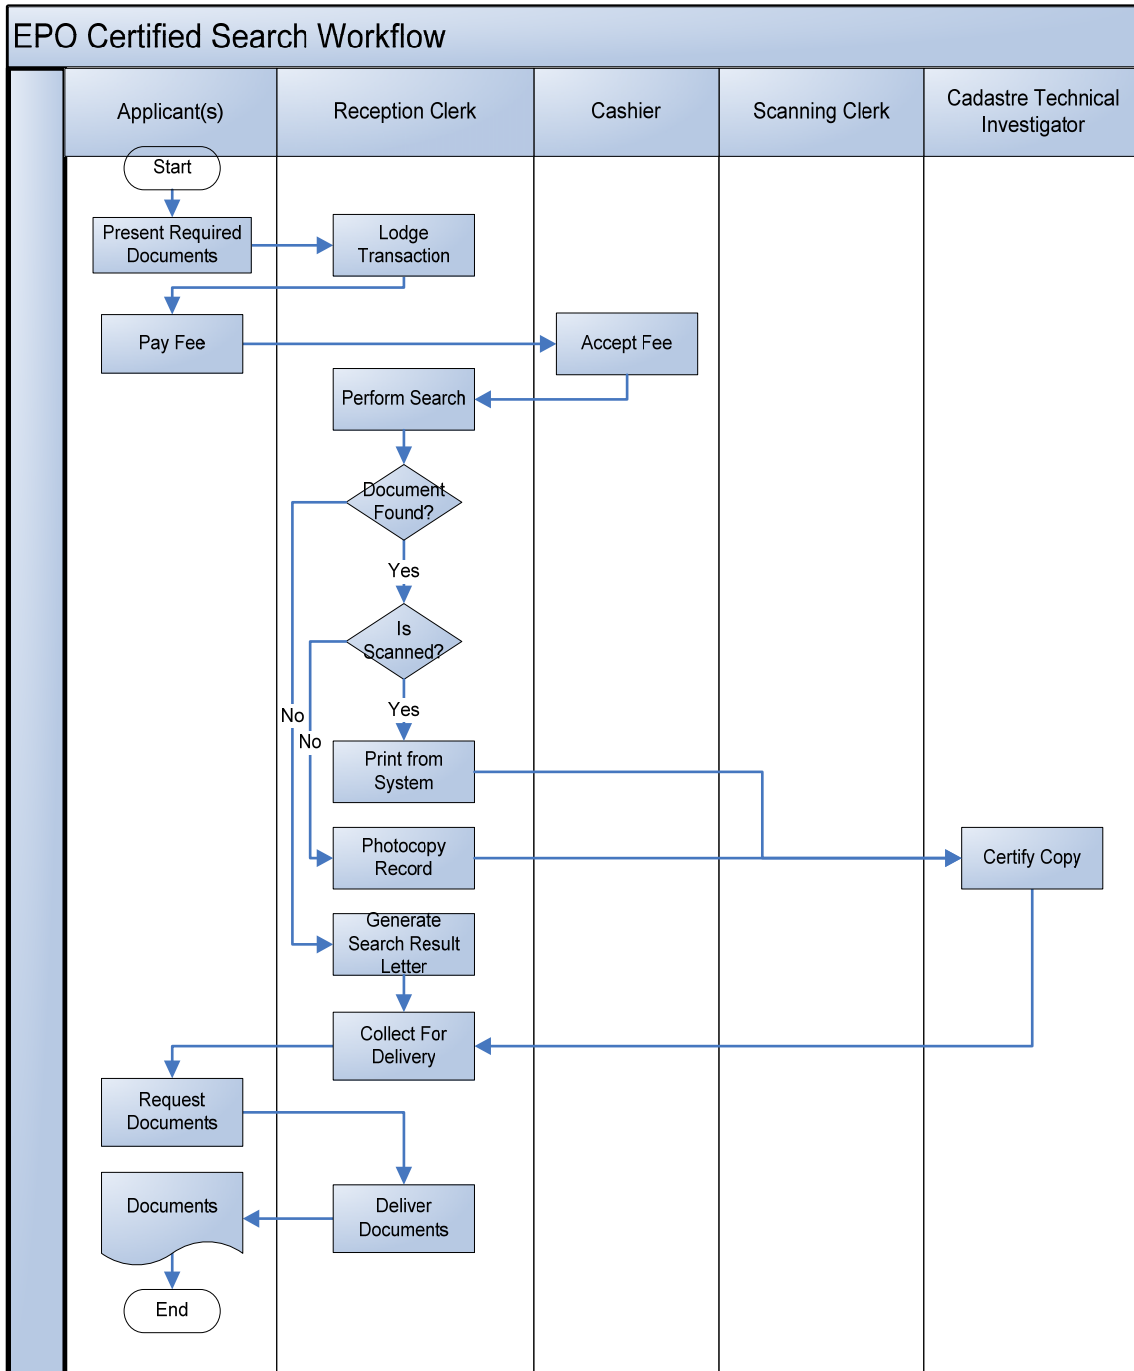 EPO Certified Search Workflow
Applicant(s)
Reception Clerk
Cashier
Scanning Clerk
Cadastre Technical
Investigator
Start
Present Required
Documents
Lodge
Transaction
Pay Fee
Accept Fee
Perform Search
Document
Found?
Yes
Is
Scanned?
Yes
No
No
Print from
System
Photocopy
Record
Certify Copy
Generate
Search Result
Letter
Collect For
Delivery
Request
Documents
Documents
Deliver
Documents
End